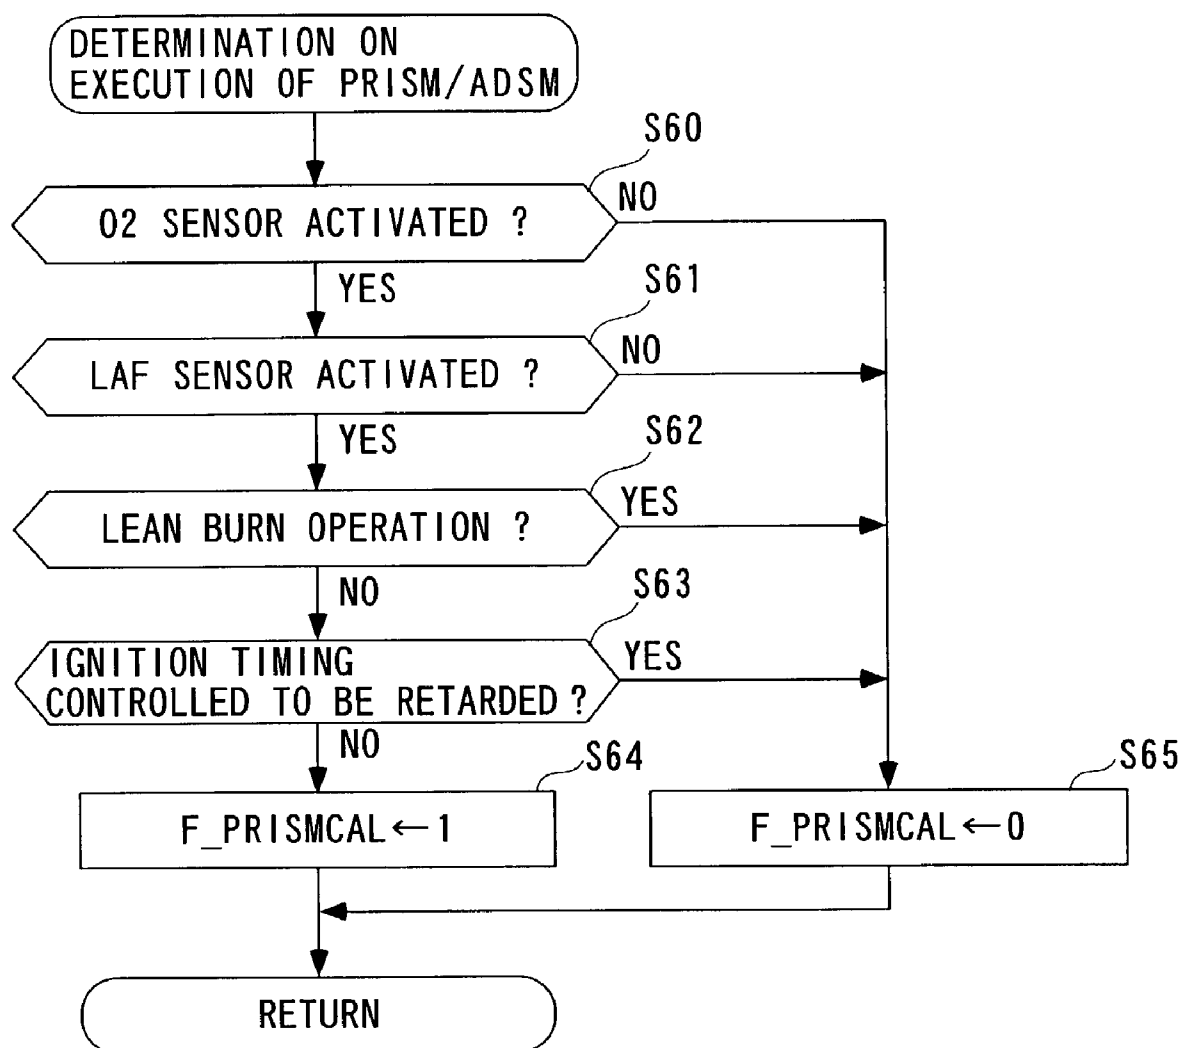 DETERMINATION ON
EXECUTION OF PRISM/ADSM
S60
O2 SENSOR ACTIVATED ?
NO
YES
S61
LAF SENSOR ACTIVATED ?
NO
YES
S62
LEAN BURN OPERATION ?
YES
NO
S63
IGNITION TIMING
CONTROLLED TO BE RETARDED ?
YES
NO
S64
F_PRISMCAL←1
S65
F_PRISMCAL←0
RETURN